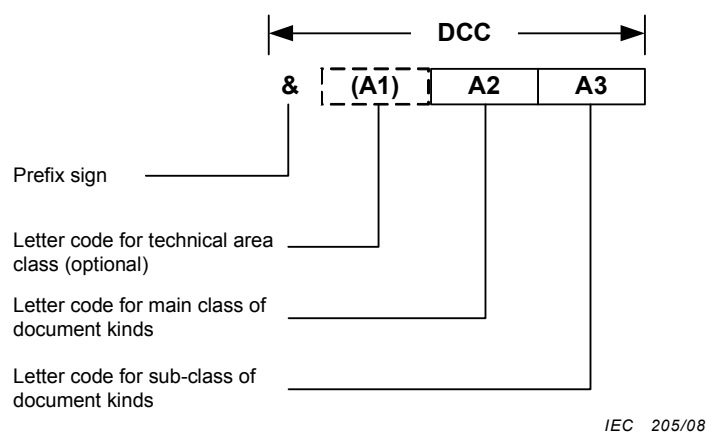 DCC
& (A1) A2 A3
Prefix sign
Letter code for technical area
class (optional)
Letter code for main class of
document kinds
Letter code for sub-class of
document kinds
IEC 205/08